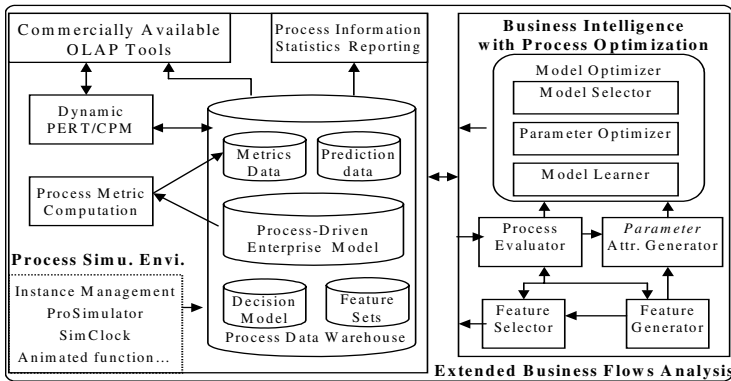 Commercially Available
OLAP Tools
Process Information
Statistics Reporting
Business Intelligence
with Process Optimization
Model Optimizer
Model Selector
Parameter Optimizer
Model Learner
Dynamic
PERT/CPM
Metrics
Data
Prediction
data
Process Metric
Computation
Process-Driven
Enterprise Model
Process
Evaluator
Parameter
Attr. Generator
Process Simu. Envi.
Instance Management
ProSimulator
SimClock
Animated function…
Decision
Model
Feature
Sets
Process Data Warehouse
Feature
Selector
Feature
Generator
Extended Business Flows Analysis